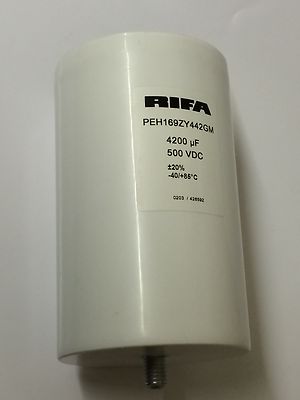 RIFA
PEH169ZY442GM
4200 µF
500 VDC
±20%
-40/+85°C
0203 / 426592